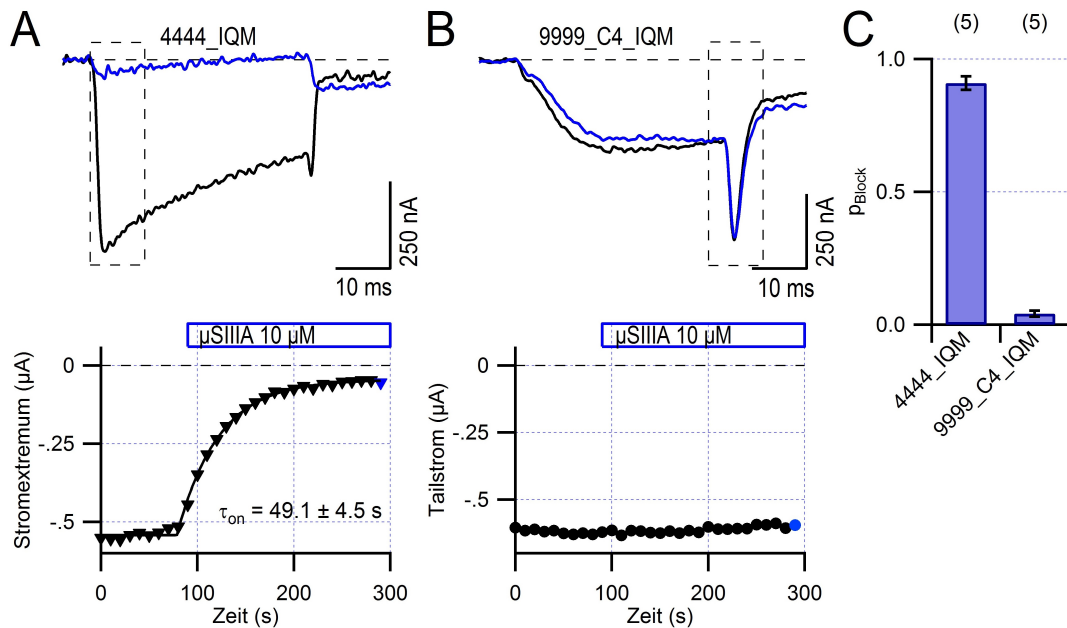 A
4444_IQM
250 nA
10 ms
µSIIIA 10 µM
0
-.25
-.5
Stromextremum (µA)
τon = 49.1 ± 4.5 s
0
100
200
300
Zeit (s)
B
9999_C4_IQM
250 nA
10 ms
µSIIIA 10 µM
0
-.25
-.5
Tailstrom (µA)
0
100
200
300
Zeit (s)
C
(5)
(5)
1.0
0.5
0.0
pBlock
4444_IQM
9999_C4_IQM